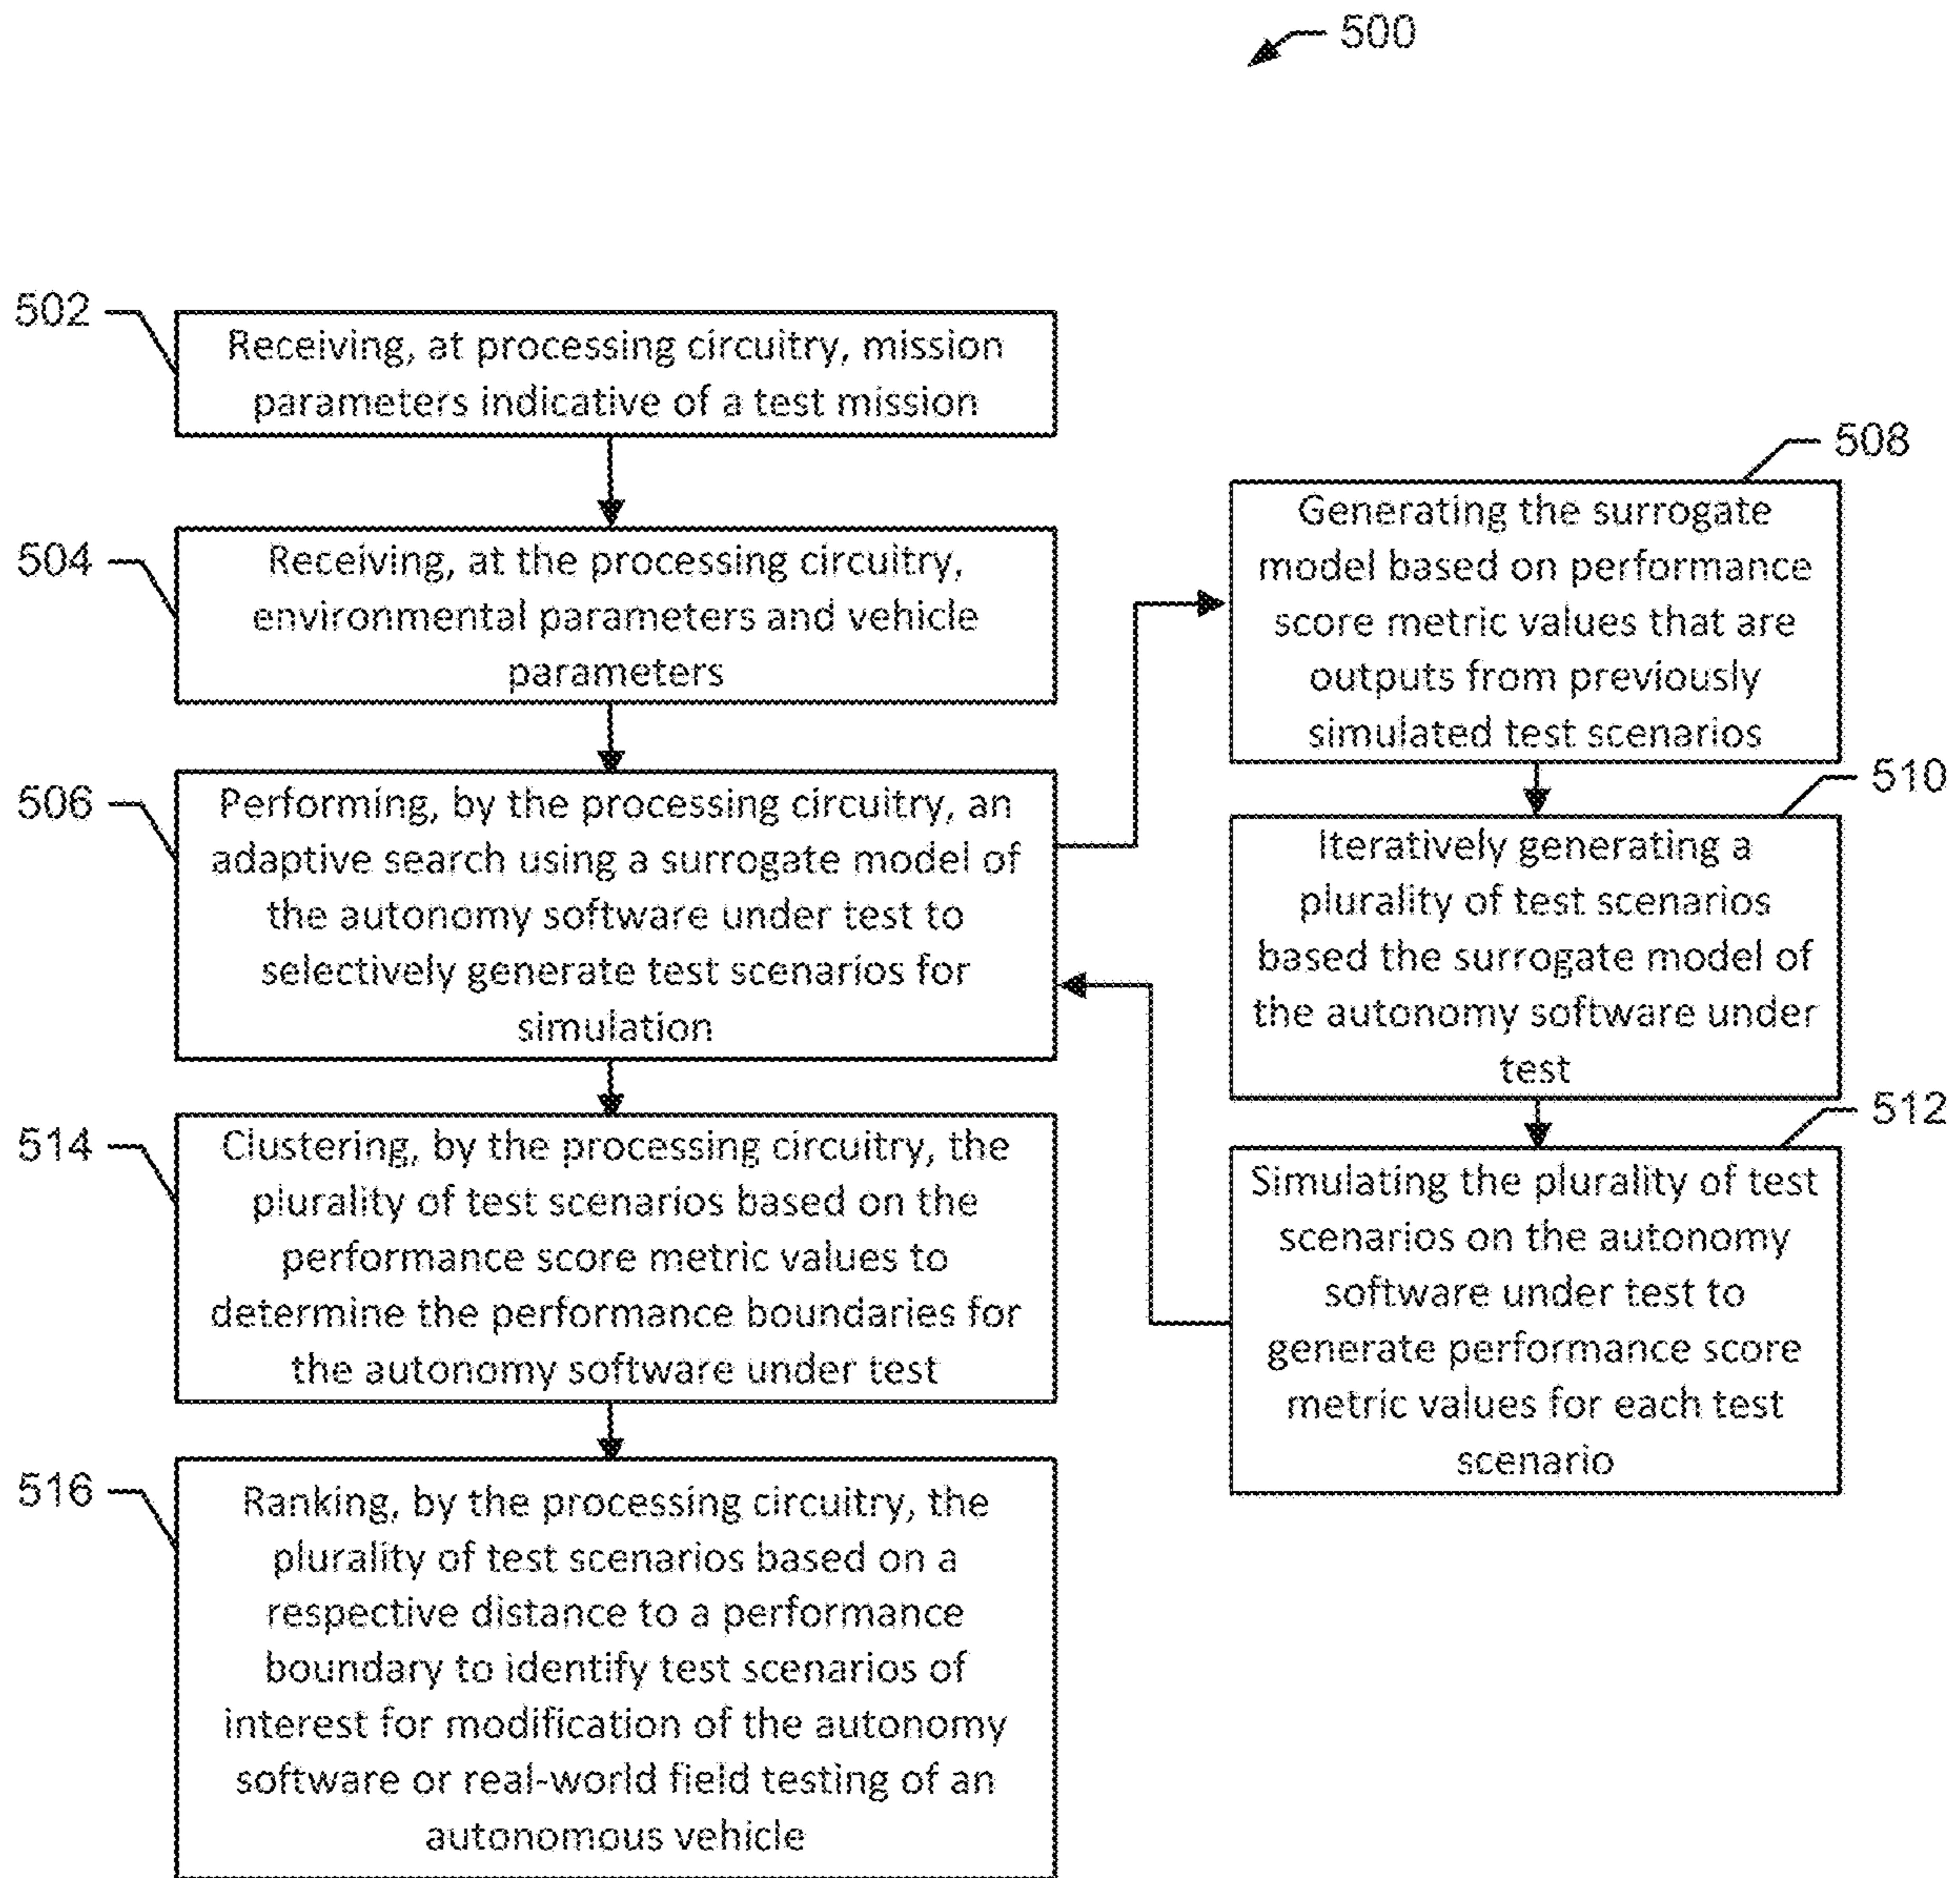 500
502
Receiving, at processing circuitry, mission
parameters indicative of a test mission
504
Receiving, at the processing circuitry,
environmental parameters and vehicle
parameters
506
Performing, by the processing circuitry, an
adaptive search using a surrogate model of
the autonomy software under test to
selectively generate test scenarios for
simulation
508
Generating the surrogate
model based on performance
score metric values that are
outputs from previously
simulated test scenarios
510
Iteratively generating a
plurality of test scenarios
based the surrogate model of
the autonomy software under
test
512
Simulating the plurality of test
scenarios on the autonomy
software under test to
generate performance score
metric values for each test
scenario
514
Clustering, by the processing circuitry, the
plurality of test scenarios based on the
performance score metric values to
determine the performance boundaries for
the autonomy software under test
516
Ranking, by the processing circuitry, the
plurality of test scenarios based on a
respective distance to a performance
boundary to identify test scenarios of
interest for modification of the autonomy
software or real-world field testing of an
autonomous vehicle